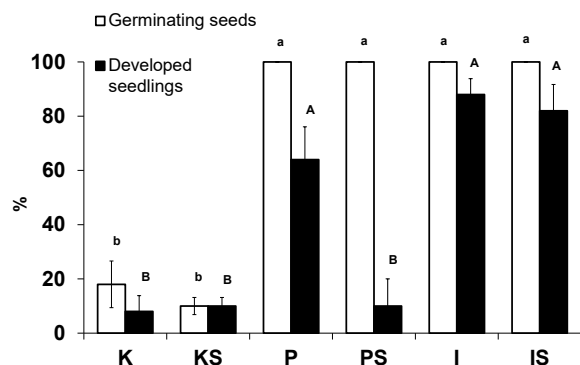 Germinating seeds
Developed
seedlings
a a a a
100
A A A
80
60
%
40
b
B b B B
20
0
K KS P PS I IS